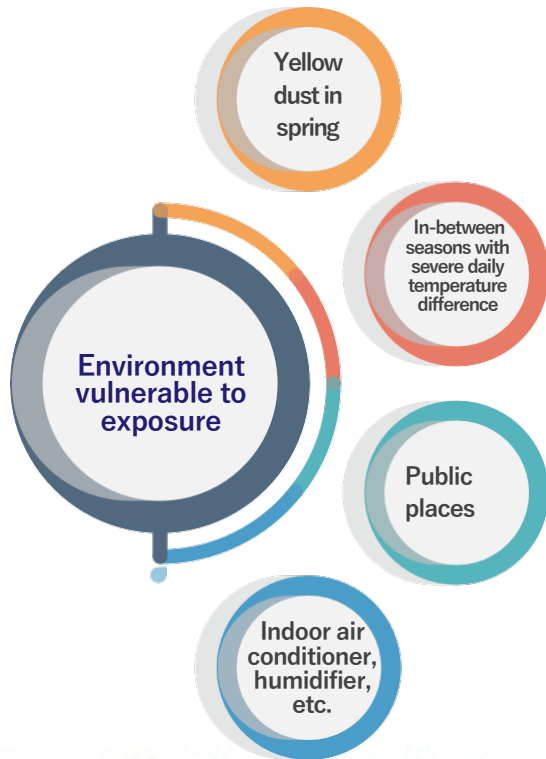 Yellow
dust in
spring
In-between
seasons with
severe daily
temperature
difference
Environment
vulnerable to
exposure
Public
places
Indoor air
conditioner,
humidifier,
etc.